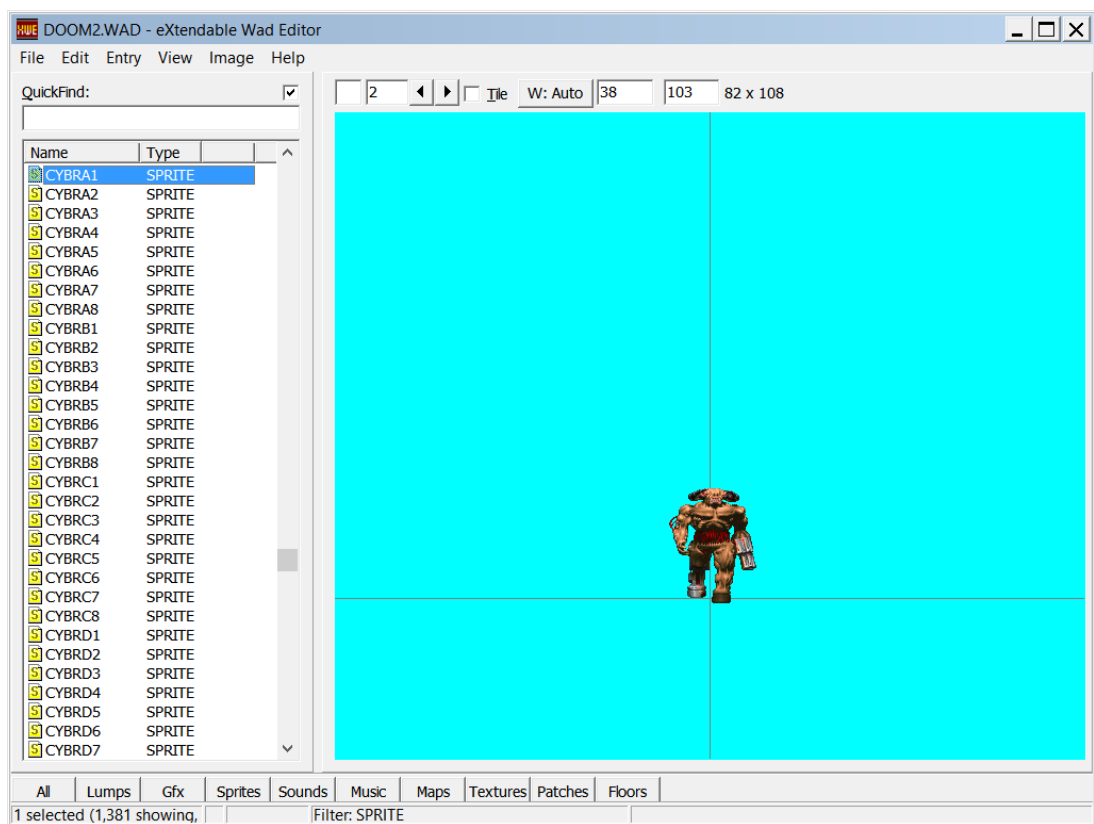 XWE DOOM2.WAD - eXtendable Wad Editor
File Edit Entry View Image Help
QuickFind:
2 Tile W: Auto 38 103 82 x 108
Name Type
CYBRA1 SPRITE
CYBRA2 SPRITE
CYBRA3 SPRITE
CYBRA4 SPRITE
CYBRA5 SPRITE
CYBRA6 SPRITE
CYBRA7 SPRITE
CYBRA8 SPRITE
CYBRB1 SPRITE
CYBRB2 SPRITE
CYBRB3 SPRITE
CYBRB4 SPRITE
CYBRB5 SPRITE
CYBRB6 SPRITE
CYBRB7 SPRITE
CYBRB8 SPRITE
CYBRC1 SPRITE
CYBRC2 SPRITE
CYBRC3 SPRITE
CYBRC4 SPRITE
CYBRC5 SPRITE
CYBRC6 SPRITE
CYBRC7 SPRITE
CYBRC8 SPRITE
CYBRD1 SPRITE
CYBRD2 SPRITE
CYBRD3 SPRITE
CYBRD4 SPRITE
CYBRD5 SPRITE
CYBRD6 SPRITE
CYBRD7 SPRITE
All Lumps Gfx Sprites Sounds Music Maps Textures Patches Floors
1 selected (1,381 showing, Filter: SPRITE